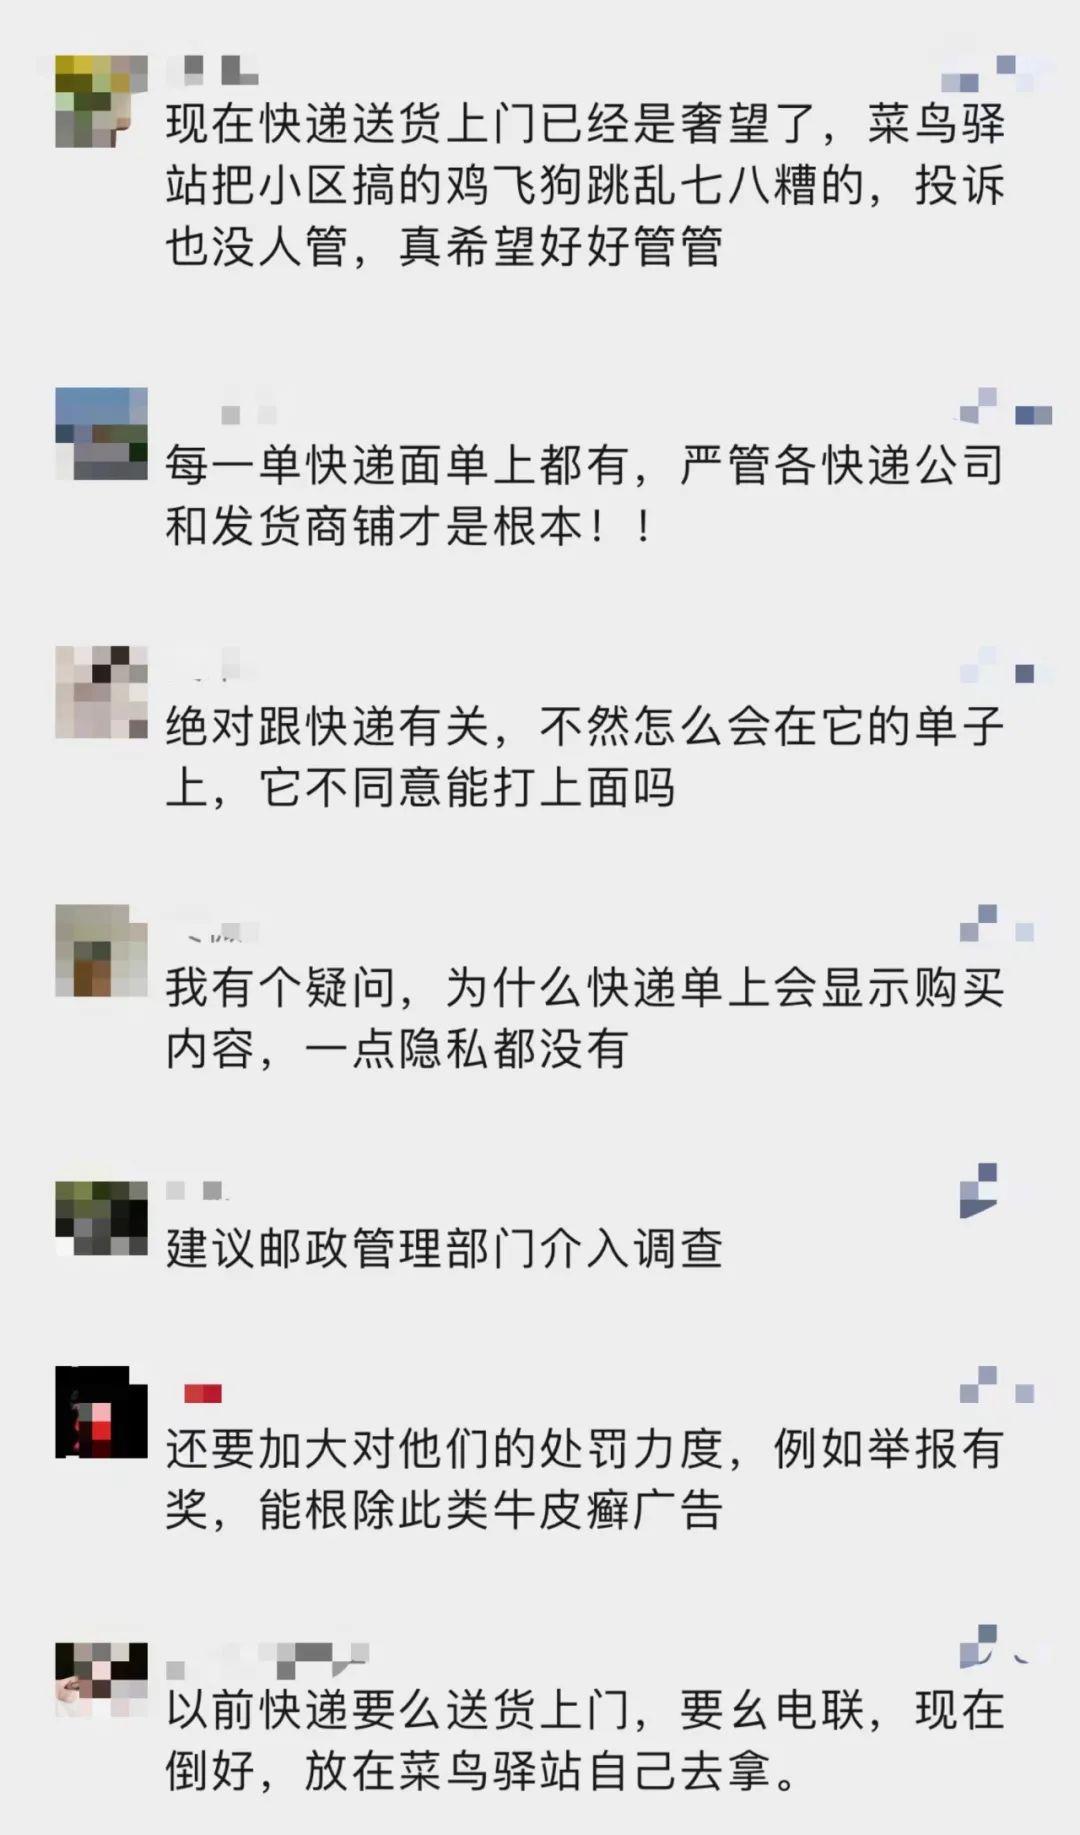 现在快递送货上门已经是奢望了，菜鸟驿
站把小区搞的鸡飞狗跳乱七八糟的，投诉
也没人管，真希望好好管管
每一单快递面单上都有，严管各快递公司
和发货商铺才是根本！！
绝对跟快递有关，不然怎么会在它的单子
上，它不同意能打上面吗
我有个疑问，为什么快递单上会显示购买
内容，一点隐私都没有
建议邮政管理部门介入调查
还要加大对他们的处罚力度，例如举报有
奖，能根除此类牛皮癣广告
以前快递要么送货上门，要幺电联，现在
倒好，放在菜鸟驿站自己去拿。